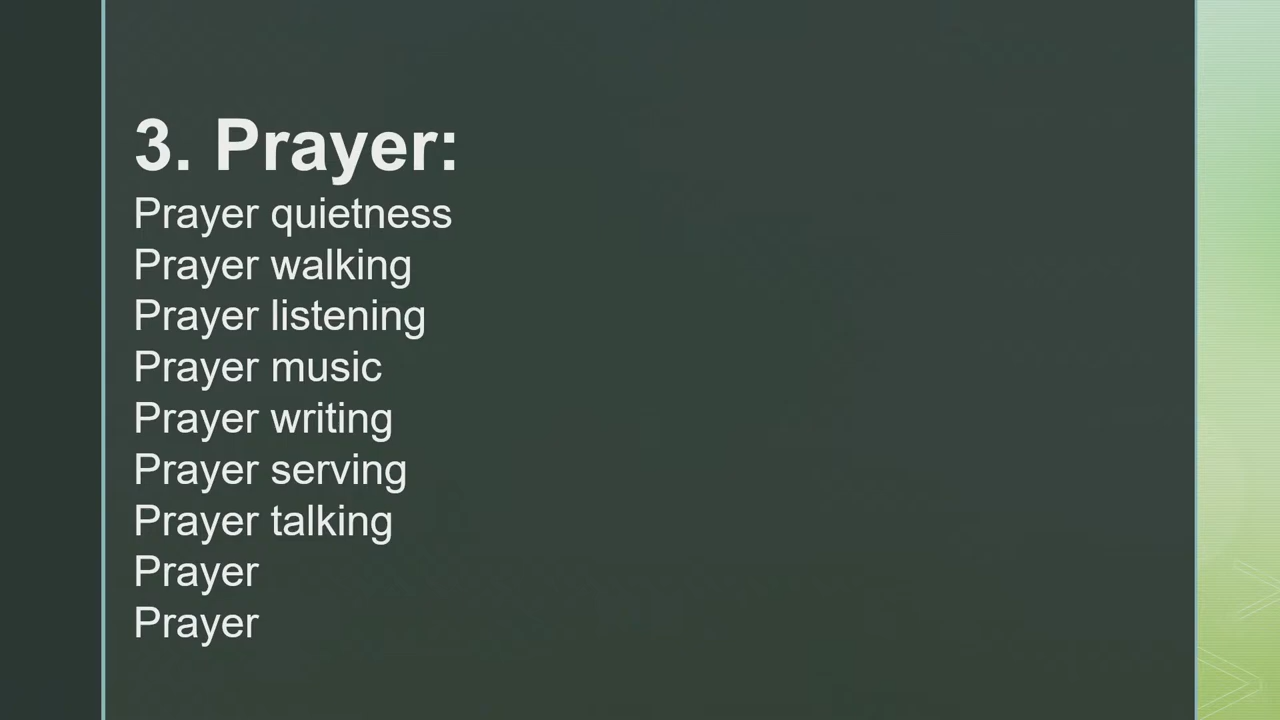 3. Prayer:
Prayer quietness
Prayer walking
Prayer listening
Prayer music
Prayer writing
Prayer serving
Prayer talking
Prayer
Prayer